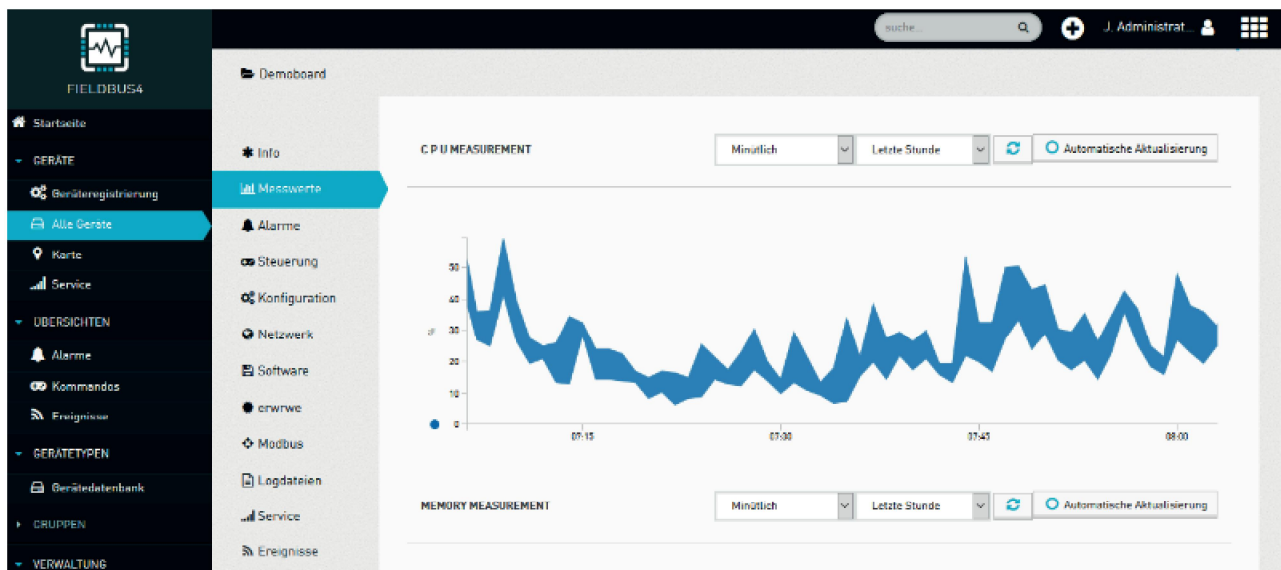 suche...
J. Administrat...
FIELDBUS4
Startseite
GERÄTE
Geräteregistrierung
Alle Geräte
Karte
Service
ÜBERSICHTEN
Alarme
Kommandos
Ereignisse
GERÄTETYPEN
Gerätedatenbank
GRUPPEN
VERWALTUNG
Demoboard
Info
Messwerte
Alarme
Steuerung
Konfiguration
Netzwerk
Software
erwrwe
Modbus
Logdateien
Service
Ereignisse
C P U MEASUREMENT
Minütlich
Letzte Stunde
Automatische Aktualisierung
50
40
30
20
10
0
%
07:15
07:30
07:45
08:00
MEMORY MEASUREMENT
Minütlich
Letzte Stunde
Automatische Aktualisierung